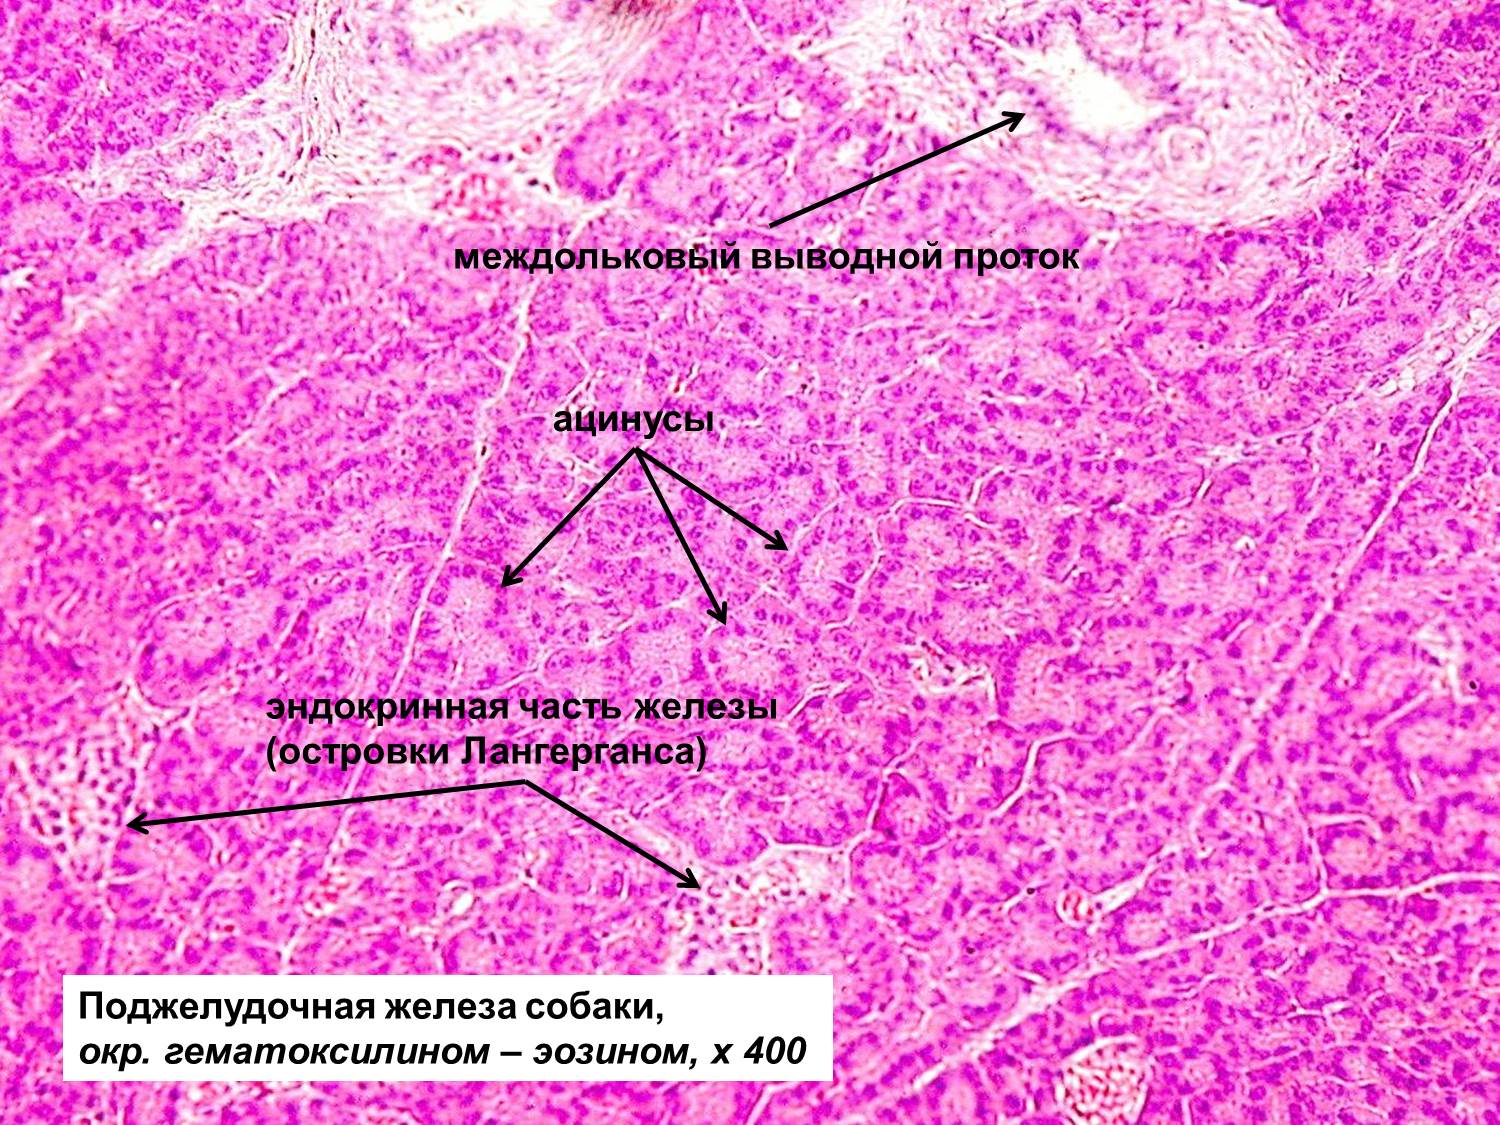 междольковый выводной проток
ацинусы
эндокринная часть железы
(островки Лангерганса)
Поджелудочная железа собаки,
окр. гематоксилином – эозином, х 400